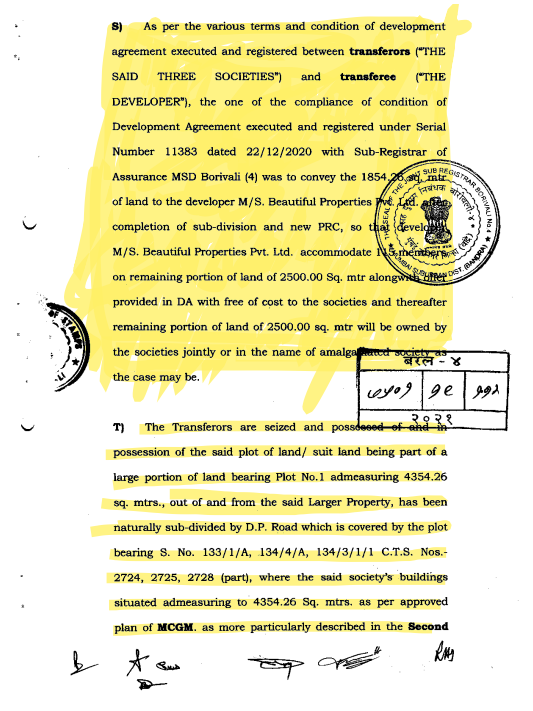 S) As per the various terms and condition of development
agreement executed and registered between transferors ("THE
SAID THREE SOCIETIES") and transferee ("THE
DEVELOPER"), the one of the compliance of condition of
Development Agreement executed and registered under Serial
Number 11383 dated 22/12/2020 with Sub-Registrar of
Assurance MSD Borivali (4) was to convey the 1854.26 sq. mtr
of land to the developer M/S. Beautiful Properties Pvt. Ltd. after
completion of sub-division and new PRC, so that developer
M/S. Beautiful Properties Pvt. Ltd. accommodate members
on remaining portion of land of 2500.00 Sq. mtr alongwith offer
provided in DA with free of cost to the societies and thereafter
remaining portion of land of 2500.00 sq. mtr will be owned by
the societies jointly or in the name of amalgamated society as
the case may be.
बरल - ४
७५०१ १९ ११२
२०२१
T) The Transferors are seized and possessed of and in
possession of the said plot of land/ suit land being part of a
large portion of land bearing Plot No.1 admeasuring 4354.26
sq. mtrs., out of and from the said Larger Property, has been
naturally sub-divided by D.P. Road which is covered by the plot
bearing S. No. 133/1/A, 134/4/A, 134/3/1/1 C.T.S. Nos.-
2724, 2725, 2728 (part), where the said society's buildings
situated admeasuring to 4354.26 Sq. mtrs. as per approved
plan of MCGM. as more particularly described in the Second